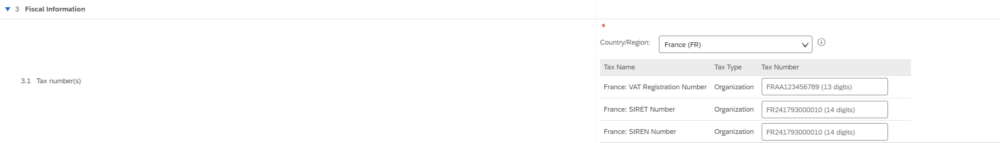 3 Fiscal Information
*
Country/Region: France (FR)
Tax Name Tax Type Tax Number
3.1 Tax number(s)
France: VAT Registration Number Organization FRAA123456789 (13 digits)
France: SIRET Number Organization FR241793000010 (14 digits)
France: SIREN Number Organization FR241793000010 (14 digits)